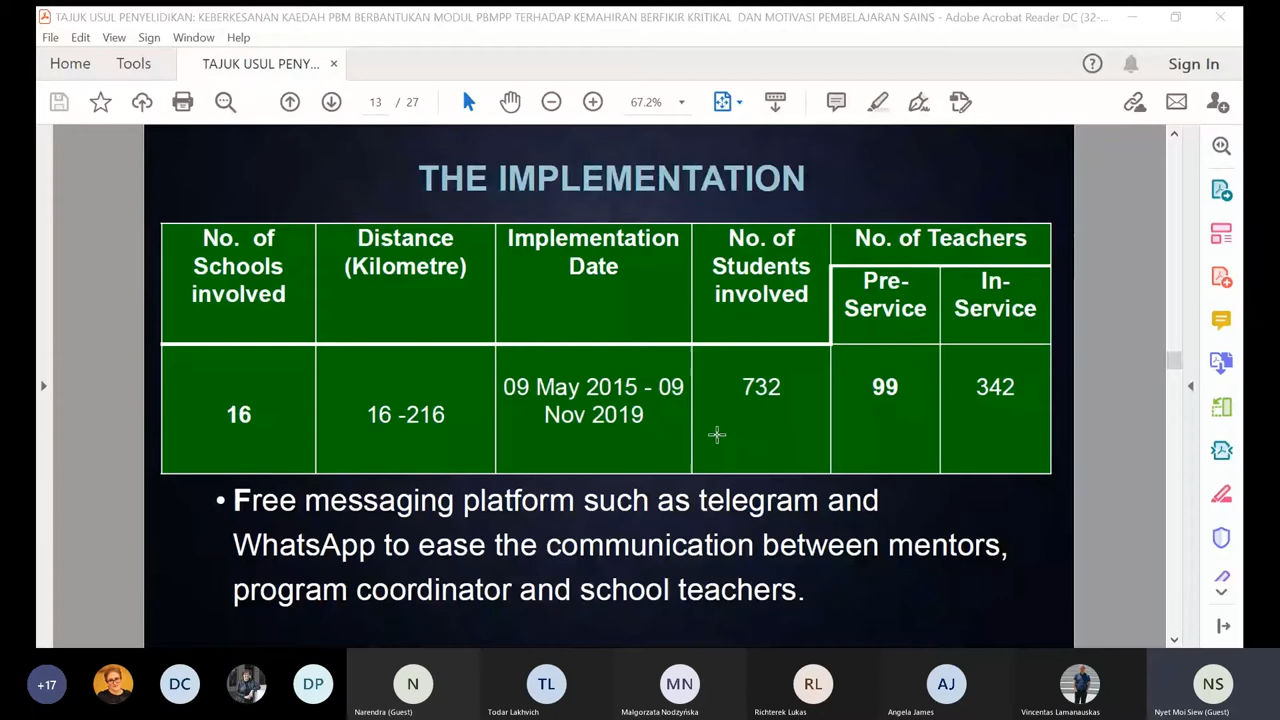 TAJUK USUL PENYELIDIKAN: KEBERKESANAN KAEDAH PBM BERBANTUKAN MODUL PBMPP TERHADAP KEMAHIRAN BERFIKIR KRITIKAL DAN MOTIVASI PEMBELAJARAN SAINS - Adobe Acrobat Reader DC (32-...
File Edit View Sign Window Help
Home Tools TAJUK USUL PENY... × Sign In
13 / 27 67.2%
THE IMPLEMENTATION
No. of
Schools
involved
Distance
(Kilometre)
Implementation
Date
No. of
Students
involved
No. of Teachers
Pre-
Service
In-
Service
16
16 -216
09 May 2015 - 09
Nov 2019
732
99
342
• Free messaging platform such as telegram and
WhatsApp to ease the communication between mentors,
program coordinator and school teachers.
+17 DC DP N TL MN RL AJ NS
Narendra (Guest) Todar Lakhvich Małgorzata Nodzyńska Richterek Lukas Angela James Vincentas Lamanauskas Nyet Moi Siew (Guest)